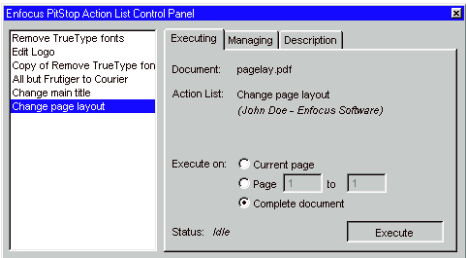 Enfocus PitStop Action List Control Panel
Remove TrueType fonts
Edit Logo
Copy of Remove TrueType fon
All but Frutiger to Courier
Change main title
Change page layout
Executing Managing Description
Document: pagelay.pdf
Action List: Change page layout
(John Doe - Enfocus Software)
Execute on: Current page
Page 1 to 1
Complete document
Status: Idle
Execute